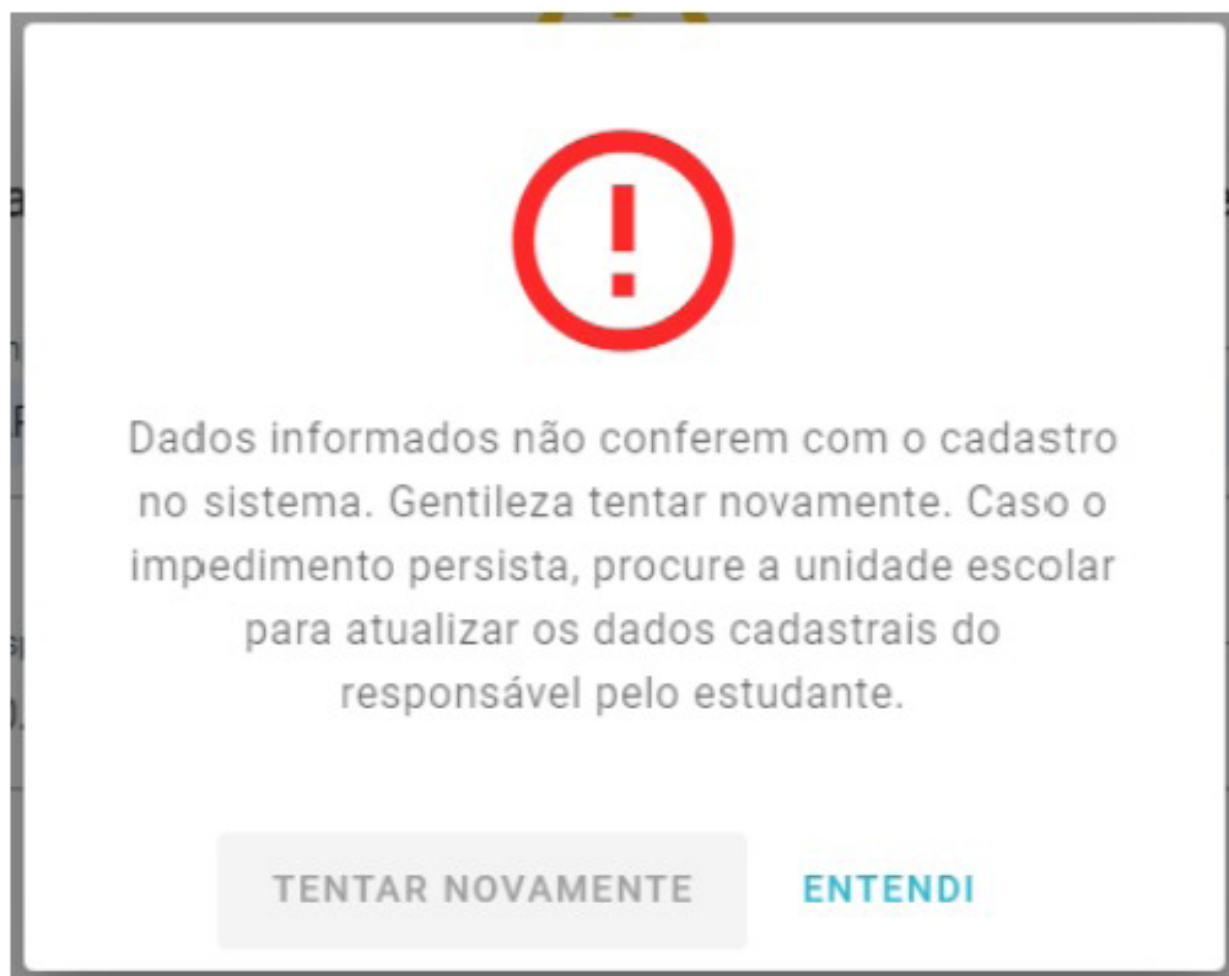 Dados informados não conferem com o cadastro
no sistema. Gentileza tentar novamente. Caso o
impedimento persista, procure a unidade escolar
para atualizar os dados cadastrais do
responsável pelo estudante.
TENTAR NOVAMENTE ENTENDI